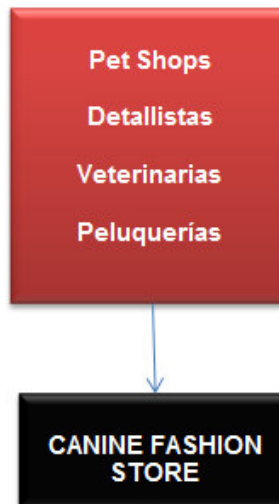 Pet Shops
Detallistas
Veterinarias
Peluquerías
CANINE FASHION
STORE